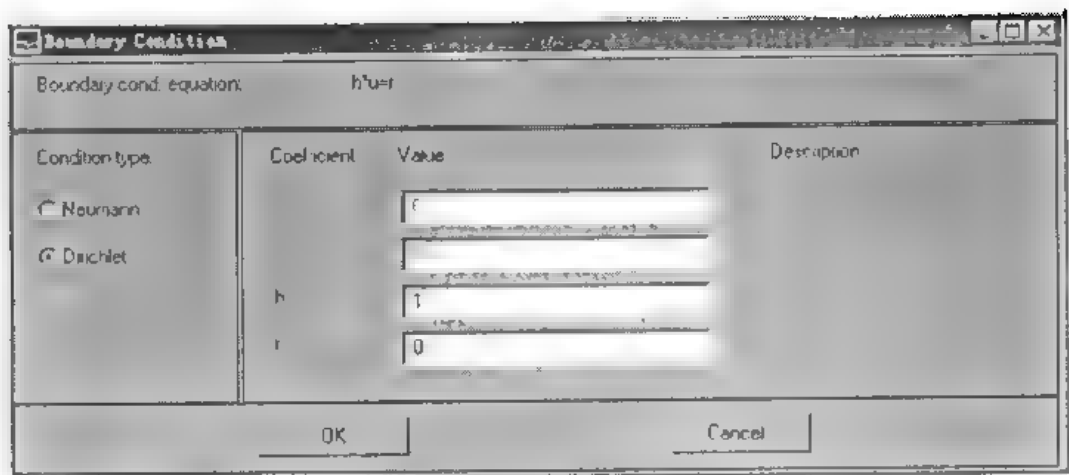 Boundary Condition
Boundary cond. equation: h*u=r
Condition type:
Neumann
Dirichlet
Coefficient Value Description
h 1
r 0
OK Cancel